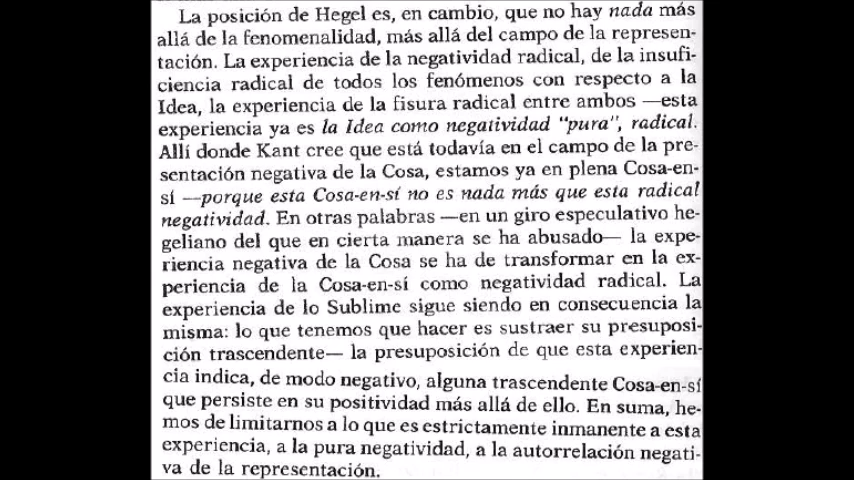 La posición de Hegel es, en cambio, que no hay nada más
allá de la fenomenalidad, más allá del campo de la represen-
tación. La experiencia de la negatividad radical, de la insufi-
ciencia radical de todos los fenómenos con respecto a la
Idea, la experiencia de la fisura radical entre ambos —esta
experiencia ya es la Idea como negatividad "pura", radical.
Allí donde Kant cree que está todavía en el campo de la pre-
sentación negativa de la Cosa, estamos ya en plena Cosa-en-
sí —porque esta Cosa-en-sí no es nada más que esta radical
negatividad. En otras palabras —en un giro especulativo he-
geliano del que en cierta manera se ha abusado— la expe-
riencia negativa de la Cosa se ha de transformar en la ex-
periencia de la Cosa-en-sí como negatividad radical. La
experiencia de lo Sublime sigue siendo en consecuencia la
misma: lo que tenemos que hacer es sustraer su presuposi-
ción trascendente— la presuposición de que esta experien-
cia indica, de modo negativo, alguna trascendente Cosa-en-sí
que persiste en su positividad más allá de ello. En suma, he-
mos de limitarnos a lo que es estrictamente inmanente a esta
experiencia, a la pura negatividad, a la autorrelación negati-
va de la representación.